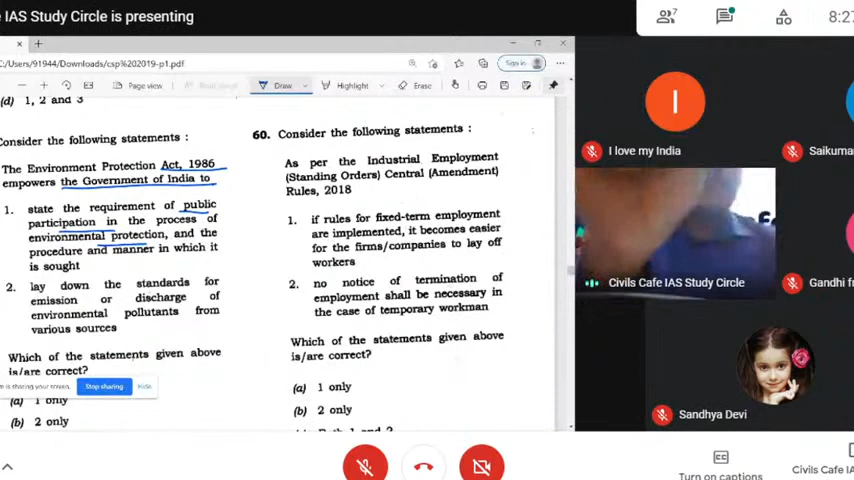 IAS Study Circle is presenting
7
8:27
:/Users/91944/Downloads/csp%202019-p1.pdf
Sign in
Page view
Read aloud
Draw
Highlight
Erase
(d) 1, 2 and 3
Consider the following statements :
The Environment Protection Act, 1986
empowers the Government of India to
1. state the requirement of public
participation in the process of
environmental protection, and the
procedure and manner in which it
is sought
2. lay down the standards for
emission or discharge of
environmental pollutants from
various sources
Which of the statements given above
is/are correct?
m is sharing your screen.
Stop sharing
Hide
(a) 1 only
(b) 2 only
60. Consider the following statements :
As per the Industrial Employment
(Standing Orders) Central (Amendment)
Rules, 2018
1. if rules for fixed-term employment
are implemented, it becomes easier
for the firms/companies to lay off
workers
2. no notice of termination of
employment shall be necessary in
the case of temporary workman
Which of the statements given above
is/are correct?
(a) 1 only
(b) 2 only
I
I love my India
Saikuma
Civils Cafe IAS Study Circle
Gandhi f
Sandhya Devi
Turn on captions
Civils Cafe IA